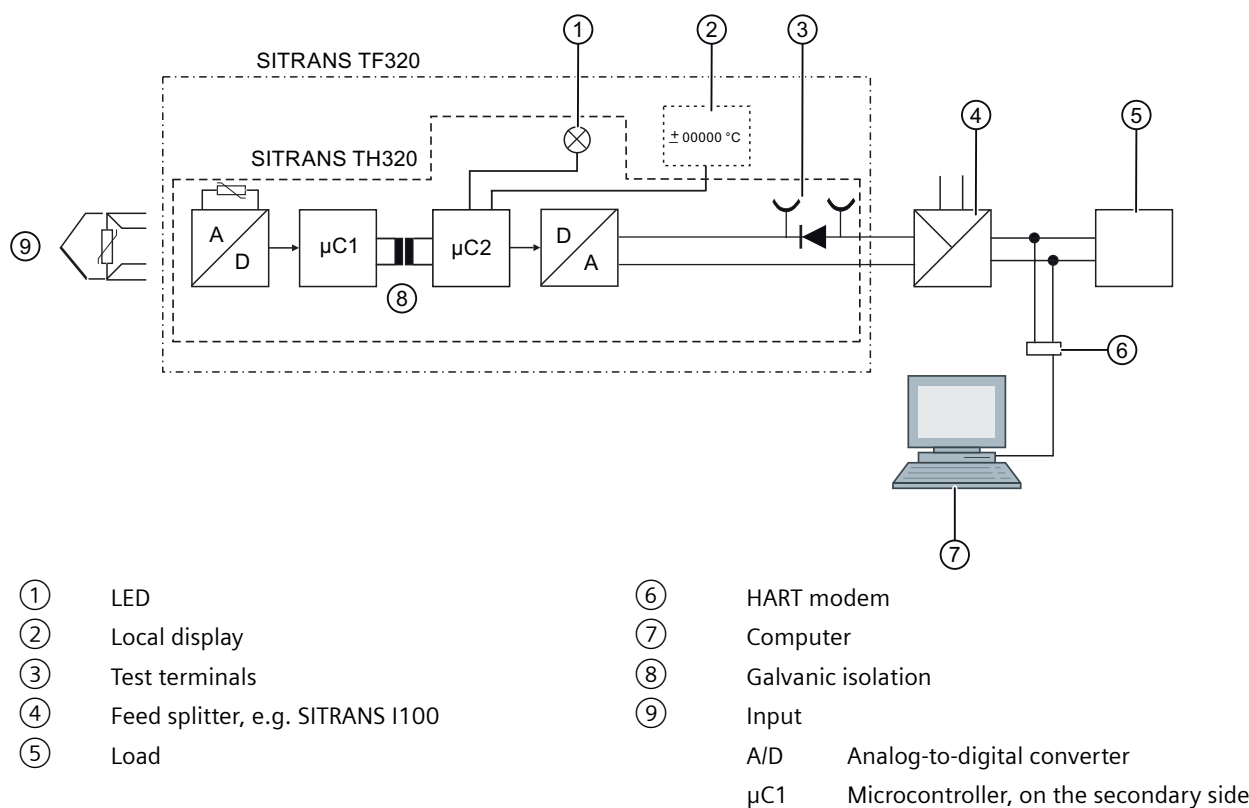 ① ② ③
SITRANS TF320
④ ⑤
± 00000 °C
SITRANS TH320
⑨ A D µC1 µC2 D A
⑧
⑥
⑦
① LED
② Local display
③ Test terminals
④ Feed splitter, e.g. SITRANS I100
⑤ Load
⑥ HART modem
⑦ Computer
⑧ Galvanic isolation
⑨ Input
A/D Analog-to-digital converter
µC1 Microcontroller, on the secondary side